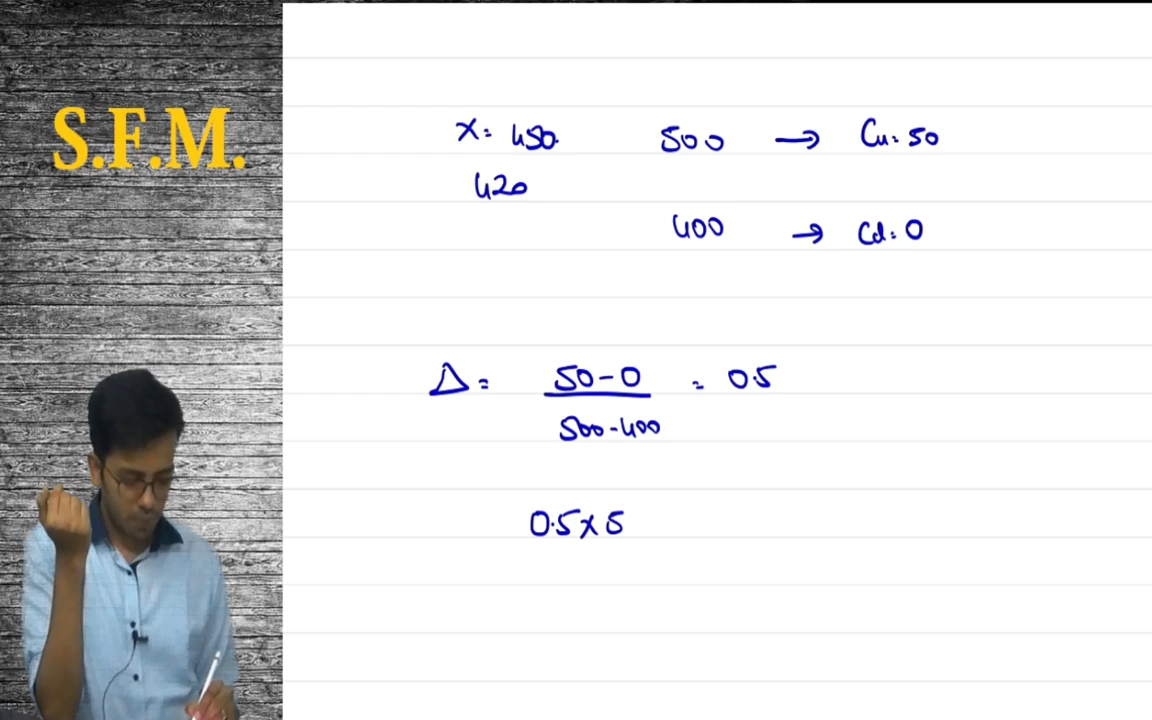 S.F.M.
x = 450. 500 → Cu = 50
420
400 → Cd = 0
Δ = 50 - 0 / 500 - 400 = 0.5
0.5 x 5